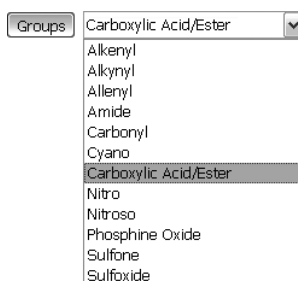 Groups Carboxylic Acid/Ester
Alkenyl
Alkynyl
Allenyl
Amide
Carbonyl
Cyano
Carboxylic Acid/Ester
Nitro
Nitroso
Phosphine Oxide
Sulfone
Sulfoxide